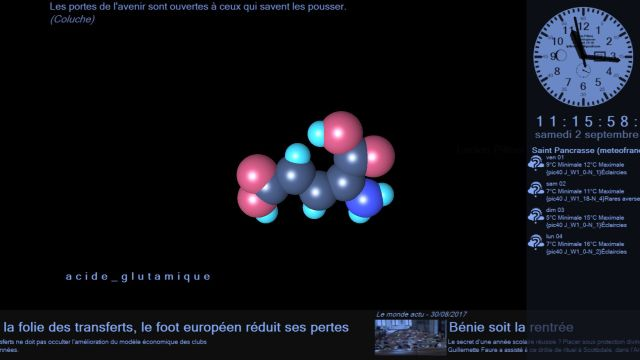 Les portes de l'avenir sont ouvertes à ceux qui savent les pousser.
(Coluche)
11:15:58:
samedi 2 septembre
Saint Pancrasse (meteofranc
ven 01
9°C Minimale 12°C Maximale
{pic40 J_W1_0-N_1}Éclaircies
sam 02
7°C Minimale 11°C Maximale
{pic40 J_W1_18-N_4}Rares averse
dim 03
5°C Minimale 15°C Maximale
{pic40 J_W1_0-N_1}Éclaircies
lun 04
7°C Minimale 16°C Maximale
{pic40 J_W1_0-N_2}Éclaircies
acide_glutamique
Le monde actu - 30/08/2017
la folie des transferts, le foot européen réduit ses pertes
sferts ne doit pas occulter l'amélioration du modèle économique des clubs
années.
Bénie soit la rentrée
Le secret d'une année scolaire réussie ? Placer sous protection divin
Guillemette Faure a assisté à ce drôle de rituel à Scottsdale, dans l'Ar